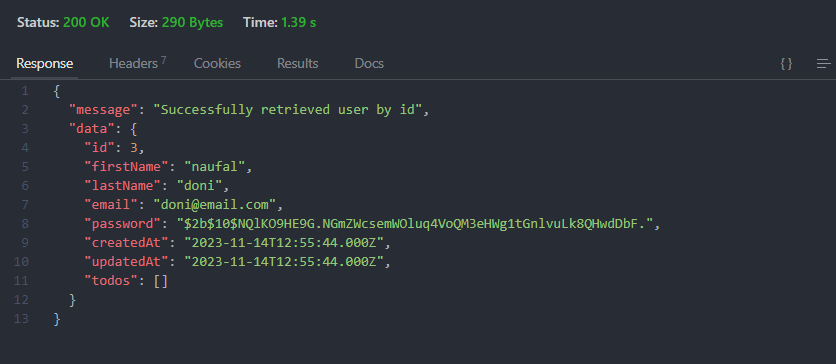 Status: 200 OK Size: 290 Bytes Time: 1.39 s
Response Headers 7 Cookies Results Docs { }
1 {
2 "message": "Successfully retrieved user by id",
3 "data": {
4 "id": 3,
5 "firstName": "naufal",
6 "lastName": "doni",
7 "email": "doni@email.com",
8 "password": "$2b$10$NQlKO9HE9G.NGmZWcsemWOluq4VoQM3eHWg1tGnlvuLk8QHwdDbF.",
9 "createdAt": "2023-11-14T12:55:44.000Z",
10 "updatedAt": "2023-11-14T12:55:44.000Z",
11 "todos": []
12 }
13 }